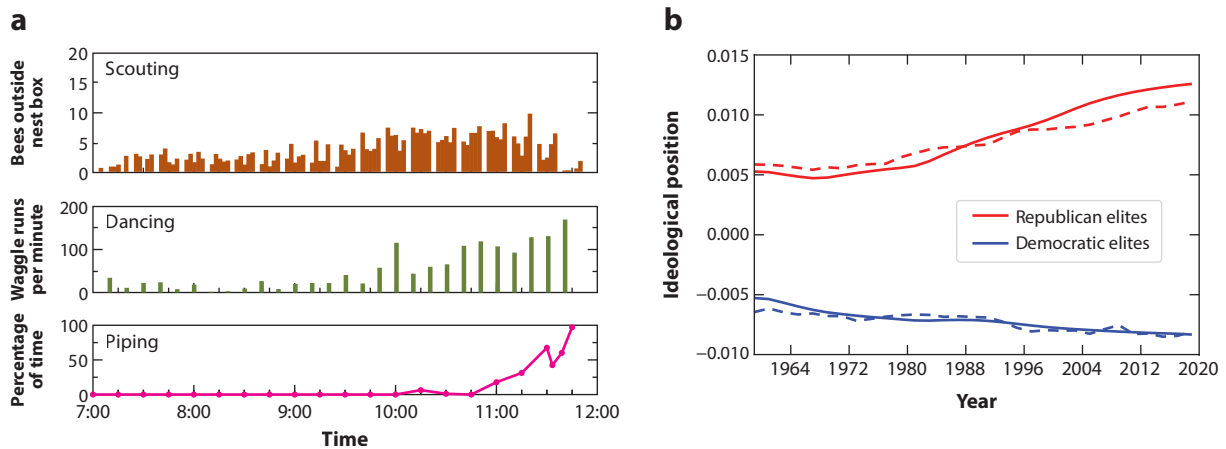 a
Bees outside
nest box
20
15
10
5
0
Scouting
Waggle runs
per minute
200
100
0
Dancing
Percentage
of time
100
50
0
Piping
7:00 8:00 9:00 10:00 11:00 12:00
Time
b
Ideological position
0.015
0.010
0.005
0.000
−0.005
−0.010
Republican elites
Democratic elites
1964 1972 1980 1988 1996 2004 2012 2020
Year